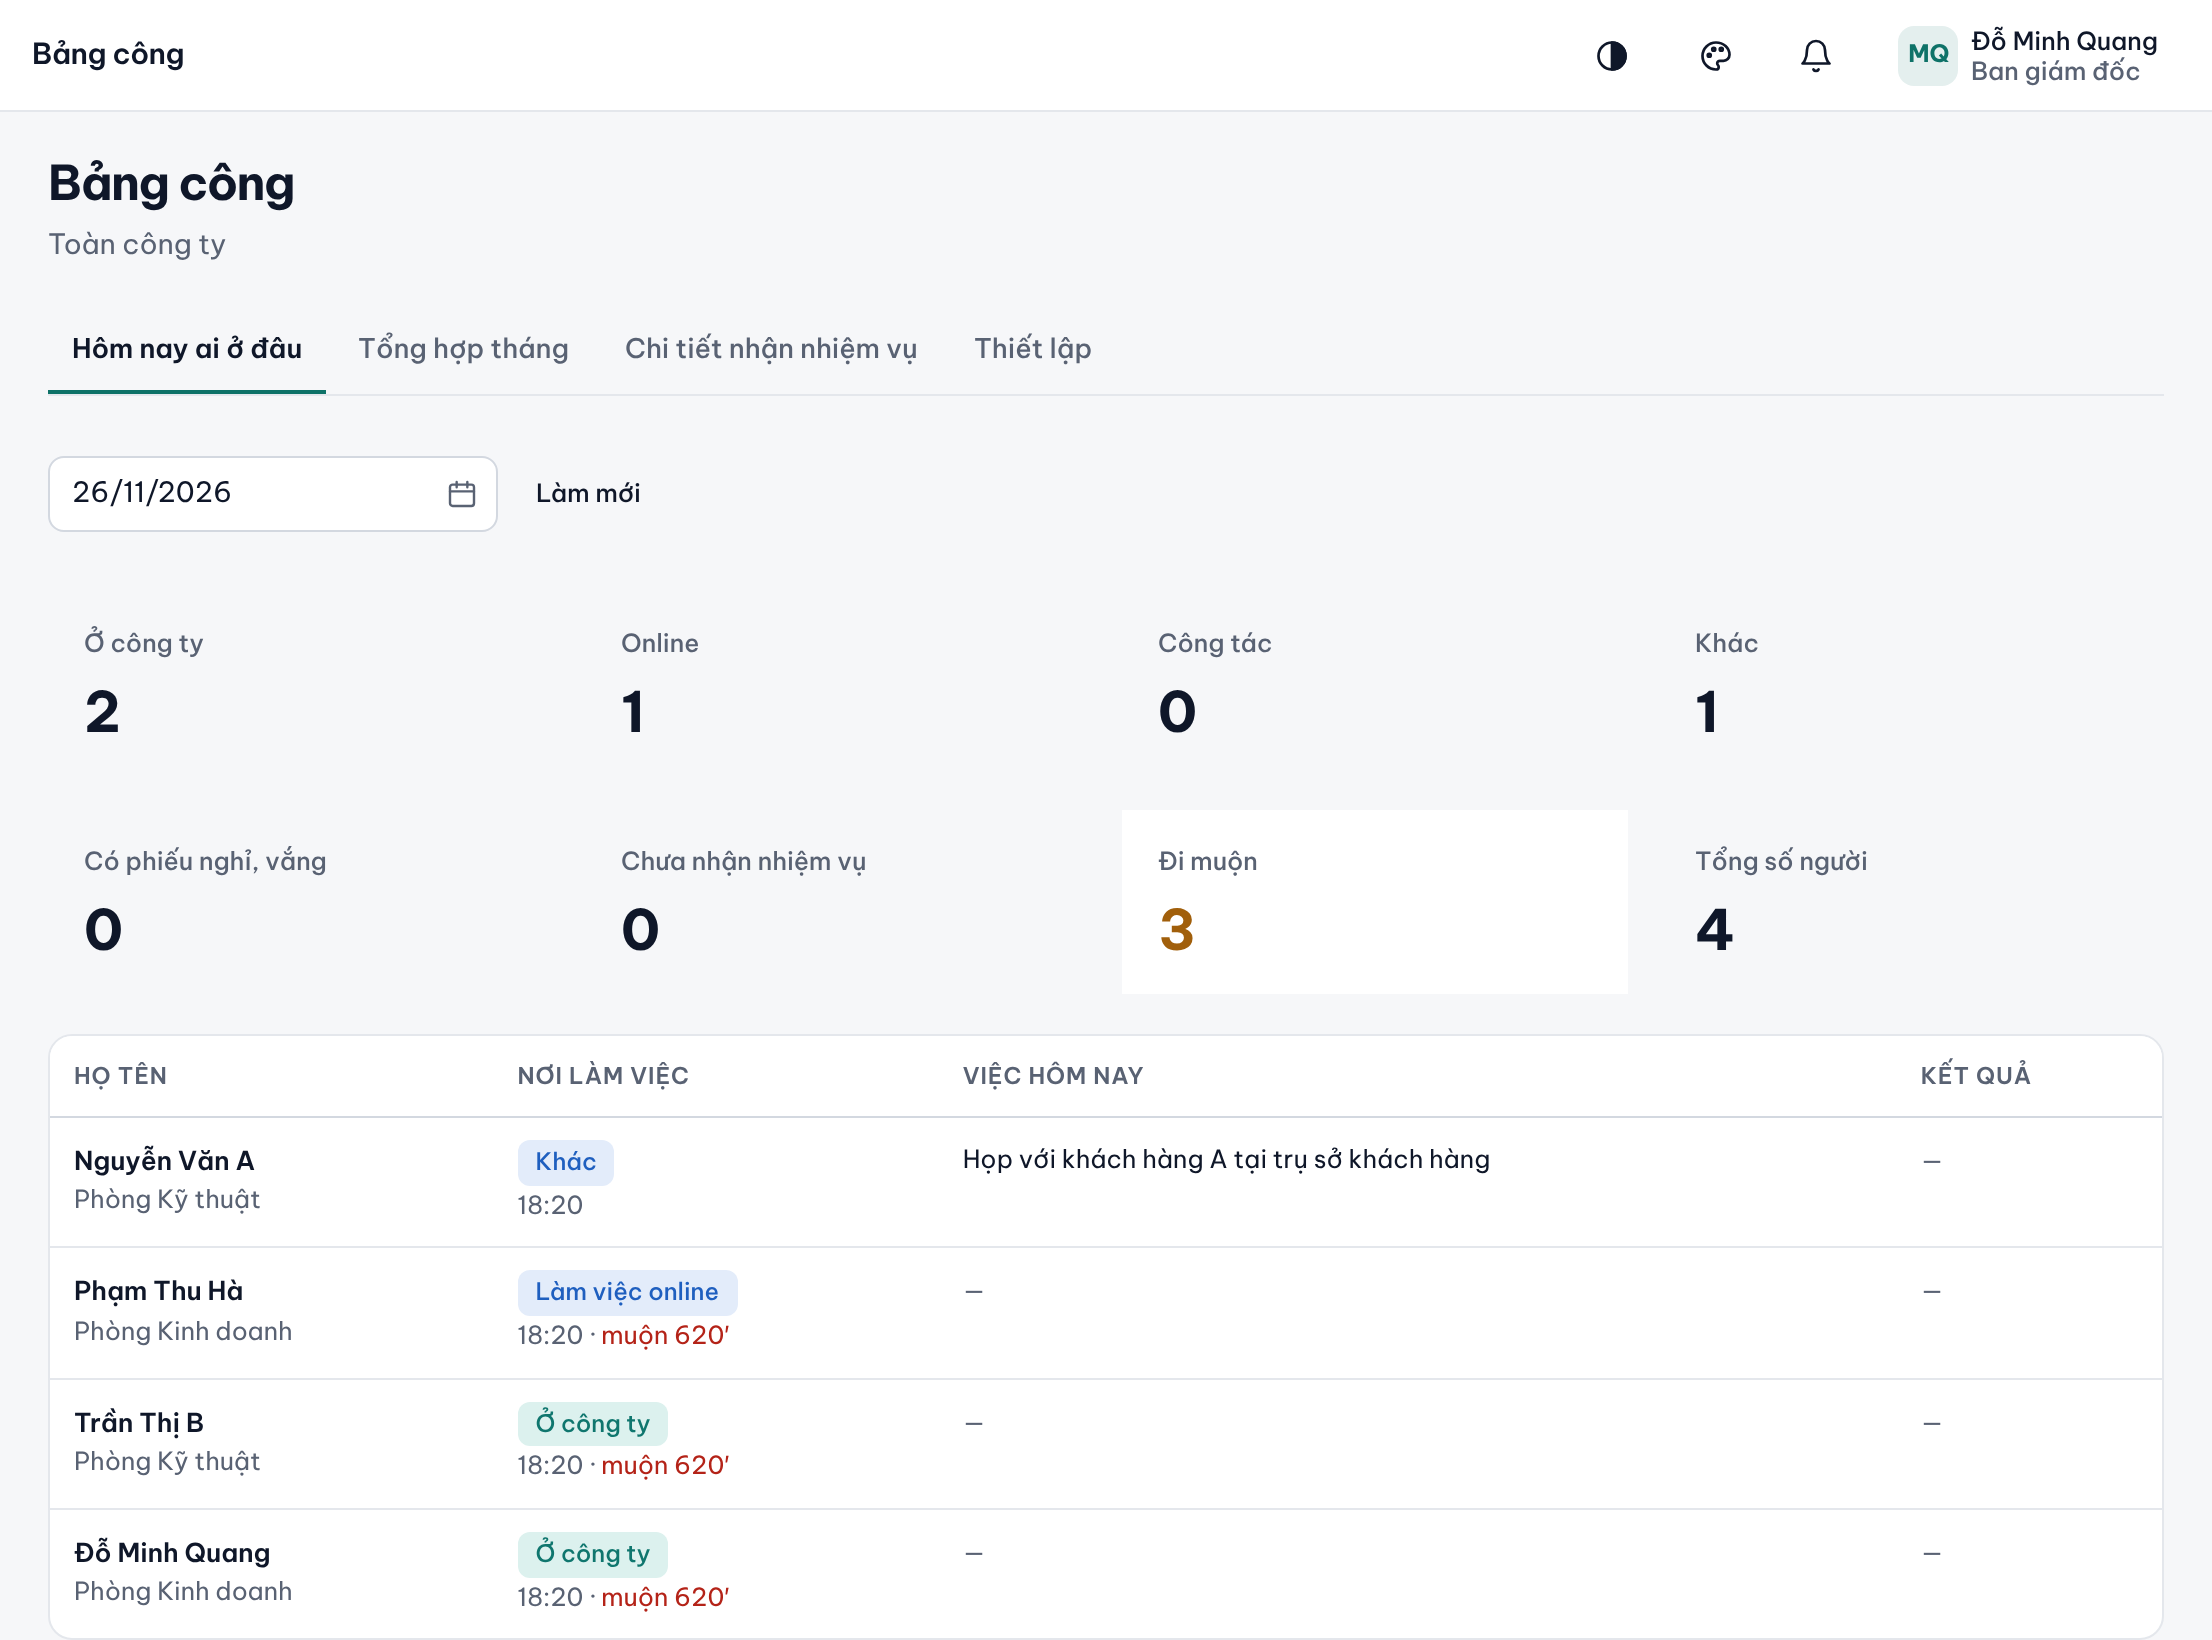 Bảng công
MQ
Đỗ Minh Quang
Ban giám đốc
Bảng công
Toàn công ty
Hôm nay ai ở đâu
Tổng hợp tháng
Chi tiết nhận nhiệm vụ
Thiết lập
26/11/2026
Làm mới
Ở công ty
2
Online
1
Công tác
0
Khác
1
Có phiếu nghỉ, vắng
0
Chưa nhận nhiệm vụ
0
Đi muộn
3
Tổng số người
4
HỌ TÊN
NƠI LÀM VIỆC
VIỆC HÔM NAY
KẾT QUẢ
Nguyễn Văn A
Phòng Kỹ thuật
Khác
18:20
Họp với khách hàng A tại trụ sở khách hàng
—
Phạm Thu Hà
Phòng Kinh doanh
Làm việc online
18:20 · muộn 620′
—
—
Trần Thị B
Phòng Kỹ thuật
Ở công ty
18:20 · muộn 620′
—
—
Đỗ Minh Quang
Phòng Kinh doanh
Ở công ty
18:20 · muộn 620′
—
—